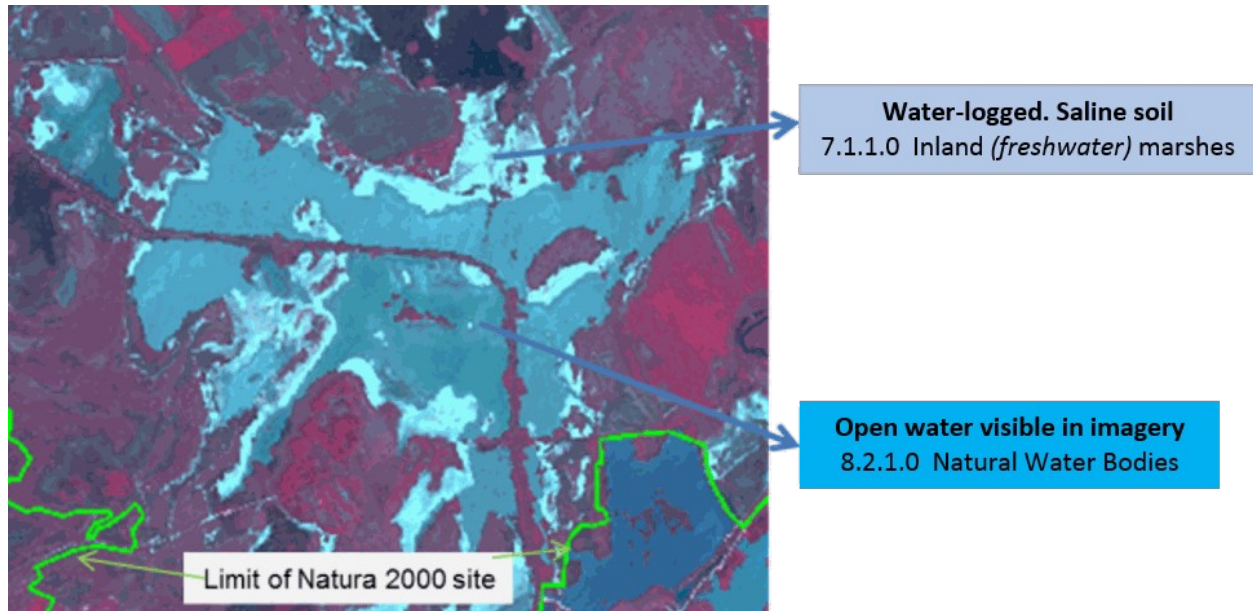 Water-logged. Saline soil
7.1.1.0 Inland (freshwater) marshes
Open water visible in imagery
8.2.1.0 Natural Water Bodies
Limit of Natura 2000 site